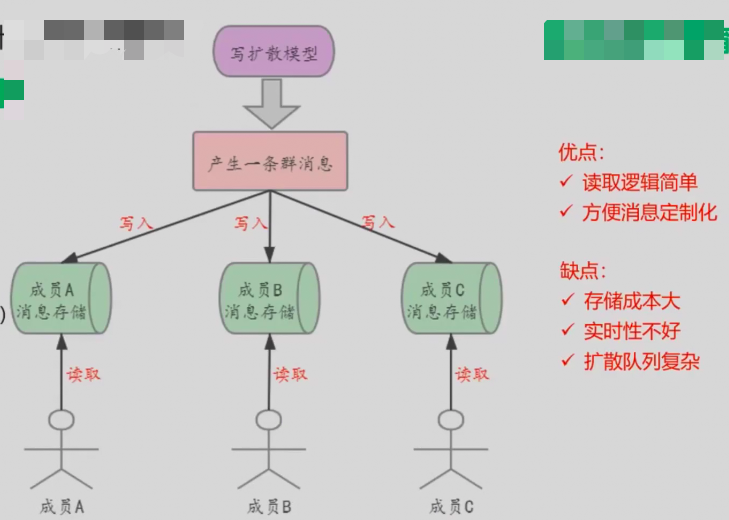 写扩散模型
产生一条群消息
写入
写入
写入
成员A
消息存储
成员B
消息存储
成员C
消息存储
)
读取
读取
读取
成员A
成员B
成员C
优点：
✓ 读取逻辑简单
✓ 方便消息定制化
缺点：
✓ 存储成本大
✓ 实时性不好
✓ 扩散队列复杂